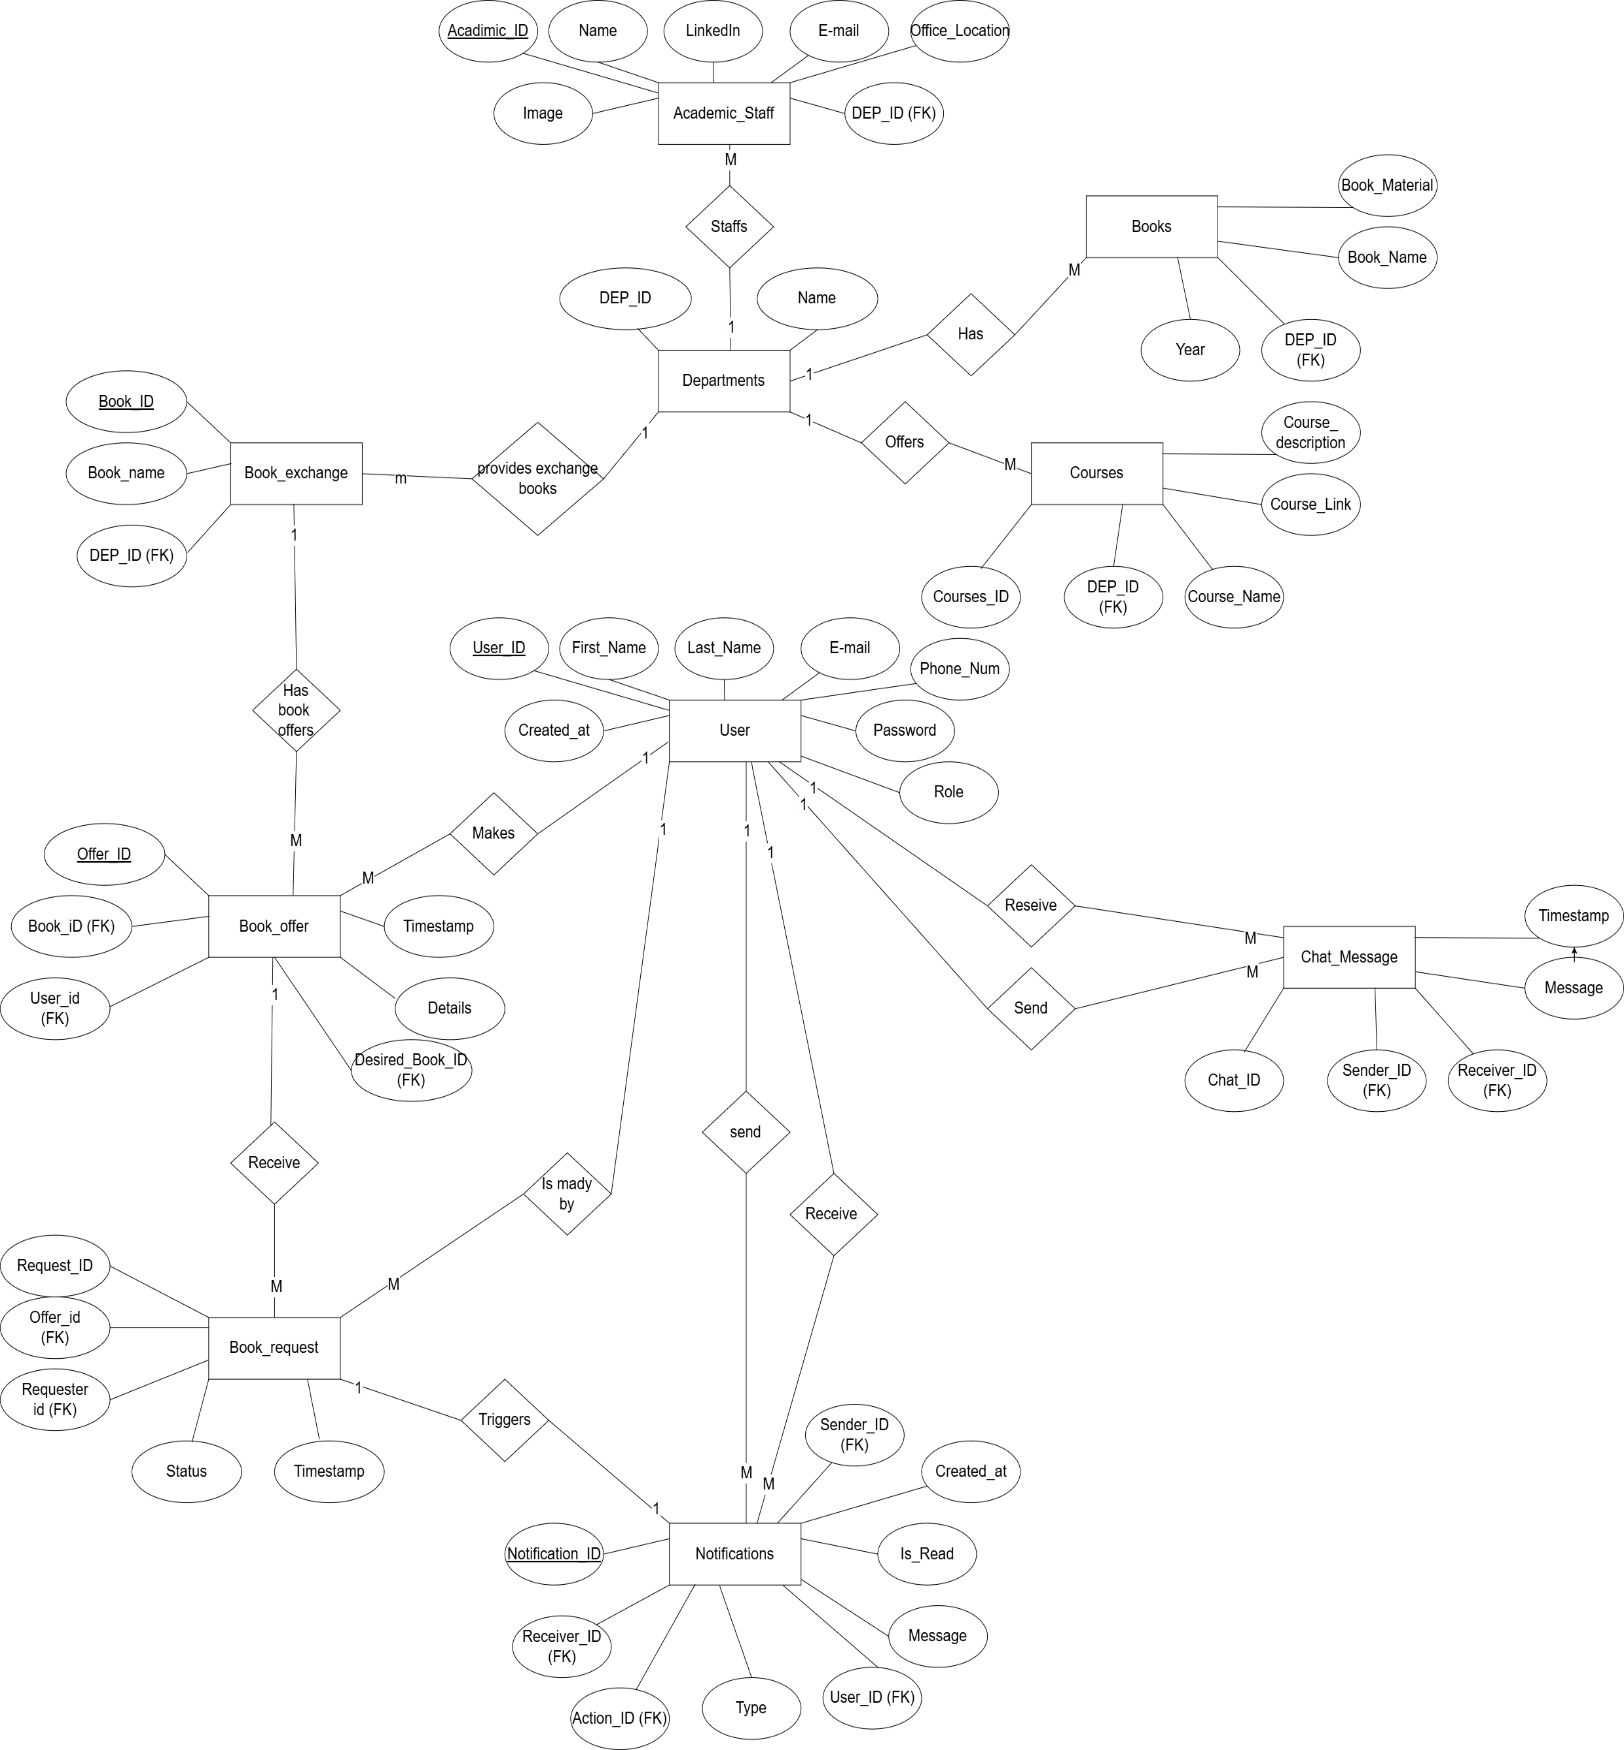 Acadimic_ID
Name
LinkedIn
E-mail
Office_Location
Image
Academic_Staff
DEP_ID (FK)
M
Staffs
1
DEP_ID
Name
Departments
Books
Book_Material
Book_Name
Year
DEP_ID
(FK)
M
Has
1
1
Offers
M
Courses
Course_
description
Course_Link
Courses_ID
DEP_ID
(FK)
Course_Name
1
provides exchange
books
m
Book_ID
Book_name
Book_exchange
DEP_ID (FK)
1
Has
book
offers
M
User_ID
First_Name
Last_Name
E-mail
Phone_Num
Created_at
User
Password
Role
1
Makes
M
1
1
1
1
1
Offer_ID
Book_iD (FK)
Book_offer
Timestamp
User_id
(FK)
Details
Desired_Book_ID
(FK)
1
Reseive
M
Send
M
Chat_Message
Timestamp
Message
Chat_ID
Sender_ID
(FK)
Receiver_ID
(FK)
Receive
M
Is mady
by
M
send
Receive
Request_ID
Offer_id
(FK)
Book_request
Requester
id (FK)
Status
Timestamp
1
Triggers
1
M
M
Sender_ID
(FK)
Created_at
Notification_ID
Notifications
Is_Read
Receiver_ID
(FK)
Message
Action_ID (FK)
Type
User_ID (FK)